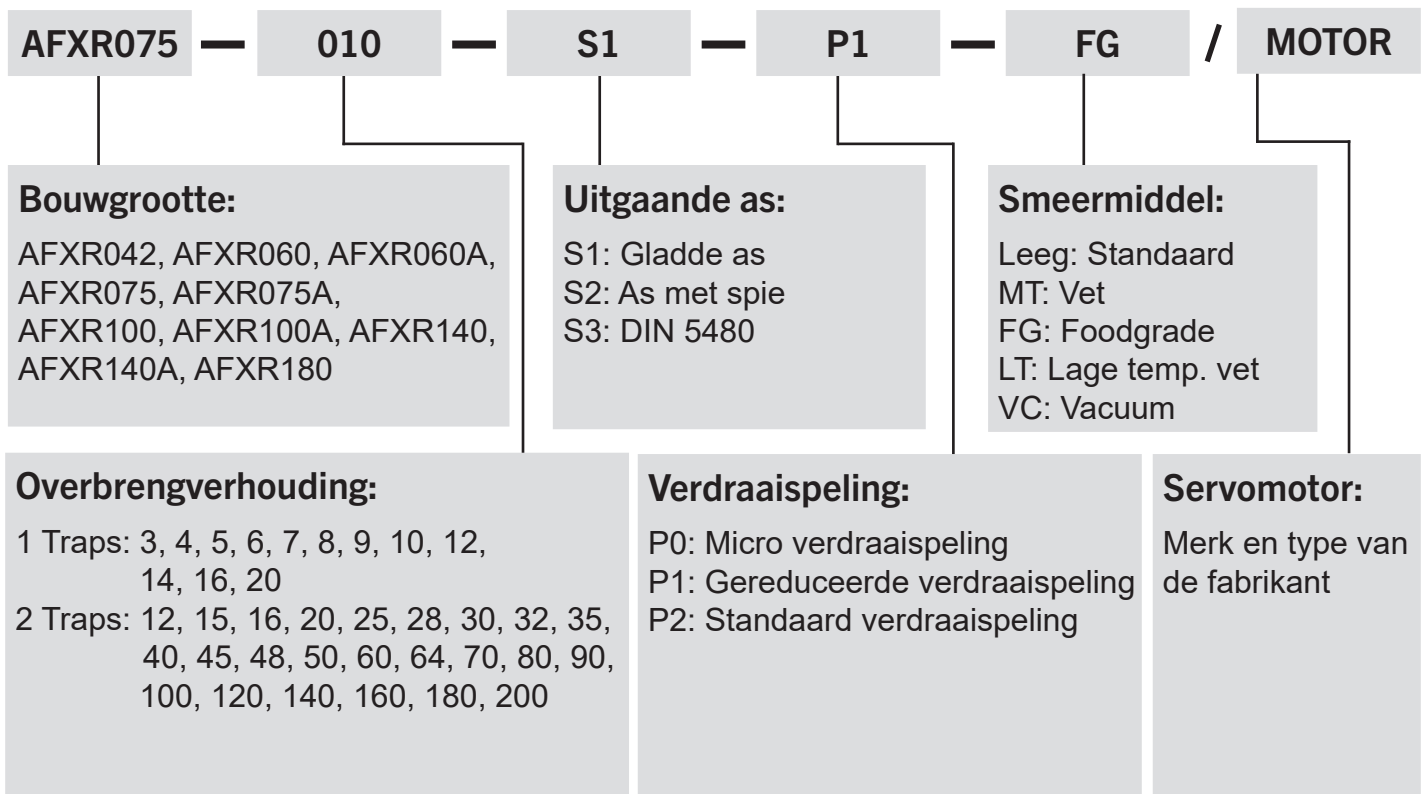 AFXR075 — 010 — S1 — P1 — FG / MOTOR
Bouwgrootte:
AFXR042, AFXR060, AFXR060A,
AFXR075, AFXR075A,
AFXR100, AFXR100A, AFXR140,
AFXR140A, AFXR180
Uitgaande as:
S1: Gladde as
S2: As met spie
S3: DIN 5480
Smeermiddel:
Leeg: Standaard
MT: Vet
FG: Foodgrade
LT: Lage temp. vet
VC: Vacuum
Overbrengverhouding:
1 Traps: 3, 4, 5, 6, 7, 8, 9, 10, 12,
14, 16, 20
2 Traps: 12, 15, 16, 20, 25, 28, 30, 32, 35,
40, 45, 48, 50, 60, 64, 70, 80, 90,
100, 120, 140, 160, 180, 200
Verdraaispeling:
P0: Micro verdraaispeling
P1: Gereduceerde verdraaispeling
P2: Standaard verdraaispeling
Servomotor:
Merk en type van
de fabrikant